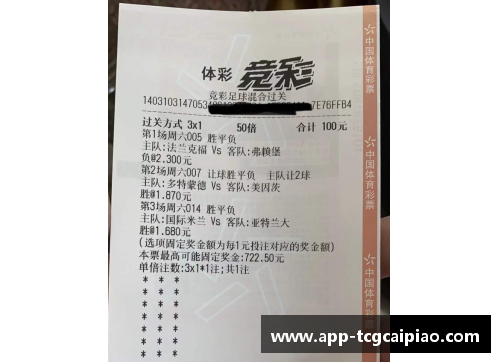 体彩 竞彩
竞彩足球混合过关
7E76FFB4
过关方式 3x1 50倍 合计 100元
第1场周六005 胜平负
主队:法兰克福 Vs 客队:弗赖堡
负@2.300元
第2场周六007 让球胜平负 主队让2球
主队:多特蒙德 Vs 客队:美因茨
胜@1.870元
第3场周六014 胜平负
主队:国际米兰 Vs 客队:亚特兰大
胜@1.680元
(选项固定奖金额为每1元投注对应的奖金额)
本票最高可能固定奖金:722.50元
单倍注数:3x1*1注;共1注
* * *
* * *
* * *
* * *
* * *
* * *
* * *
中国体育彩票
中国体育彩票
中国体育彩票
www.app-tcgcaipiao.com